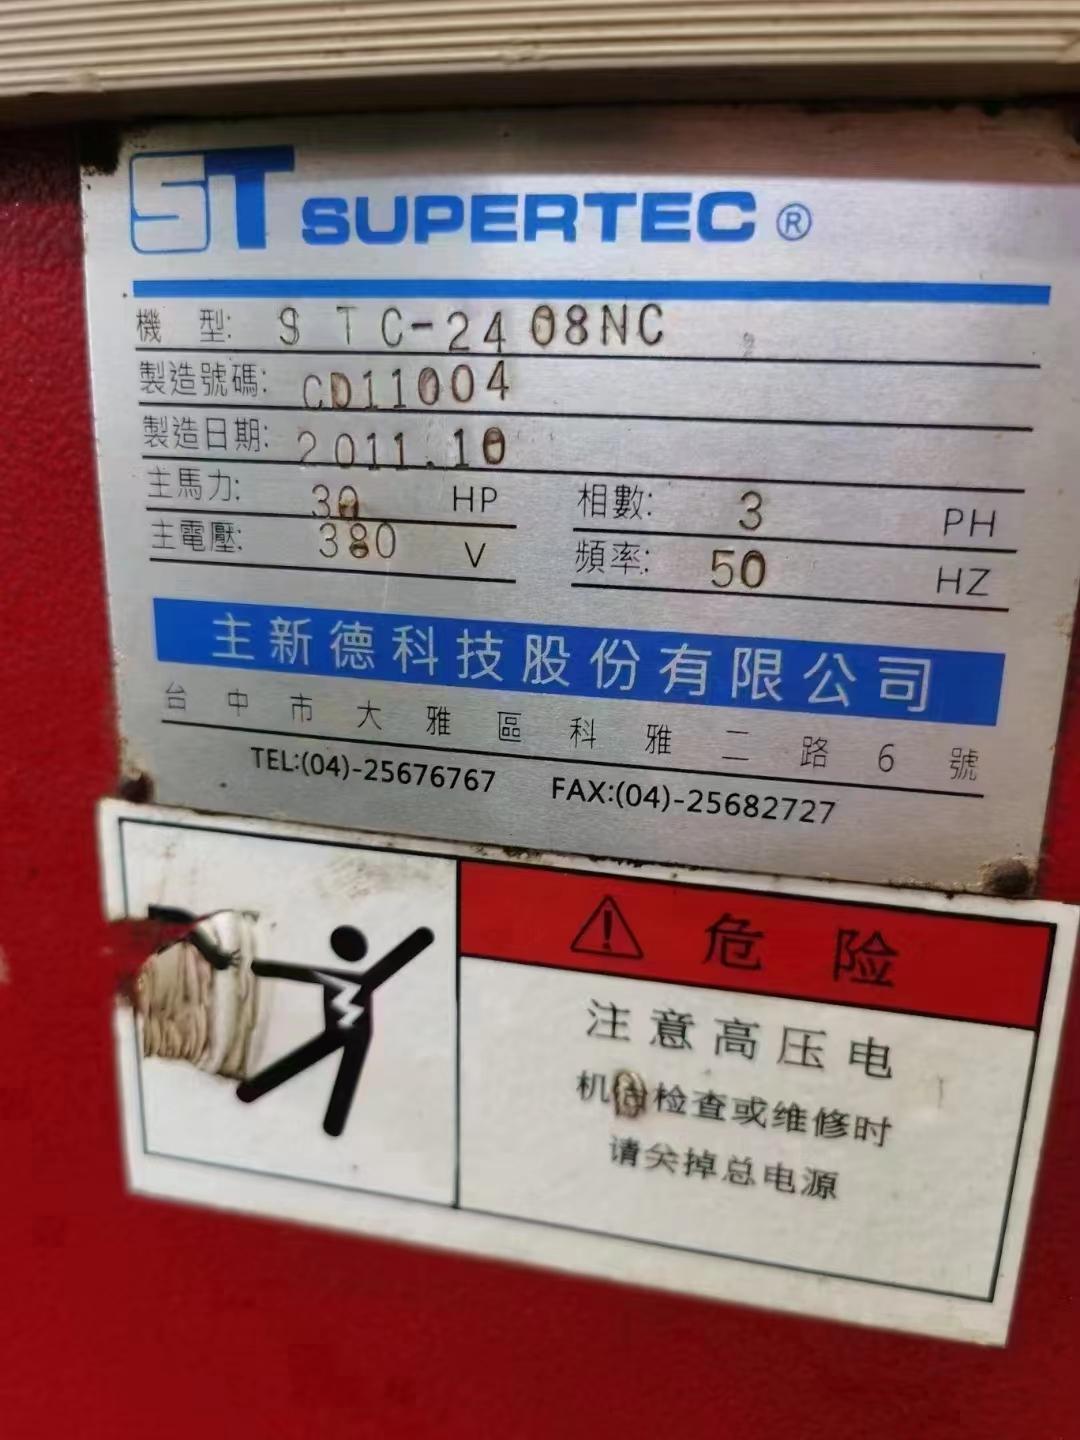 ST SUPERTEC ®
機 型: STC-2408NC
製造號碼: CD11004
製造日期: 2011.10
主馬力: 30 HP 相數: 3 PH
主電壓: 380 V 頻率: 50 HZ
主新德科技股份有限公司
台中市大雅區科雅二路6號
TEL:(04)-25676767 FAX:(04)-25682727
危险
注意高压电
机台检查或维修时
请关掉总电源